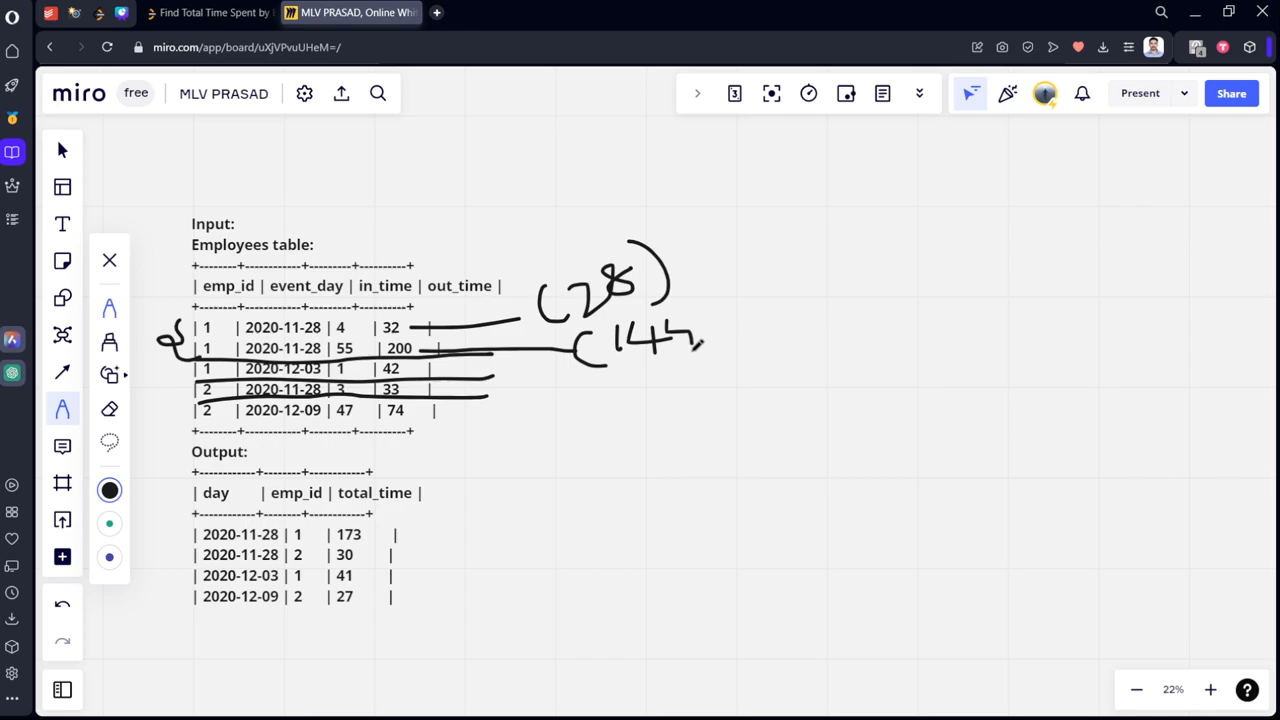 Find Total Time Spent by
MLV PRASAD, Online Whi
miro.com/app/board/uXjVPvuUHeM=/
miro free MLV PRASAD
Present Share
Input:
Employees table:
+--------+------------+---------+----------+
| emp_id | event_day | in_time | out_time |
+--------+------------+---------+----------+
| 1 | 2020-11-28 | 4 | 32 |
| 1 | 2020-11-28 | 55 | 200 |
| 1 | 2020-12-03 | 1 | 42 |
| 2 | 2020-11-28 | 3 | 33 |
| 2 | 2020-12-09 | 47 | 74 |
+--------+------------+---------+----------+
(28)
(145
Output:
+------------+--------+------------+
| day | emp_id | total_time |
+------------+--------+------------+
| 2020-11-28 | 1 | 173 |
| 2020-11-28 | 2 | 30 |
| 2020-12-03 | 1 | 41 |
| 2020-12-09 | 2 | 27 |
22%